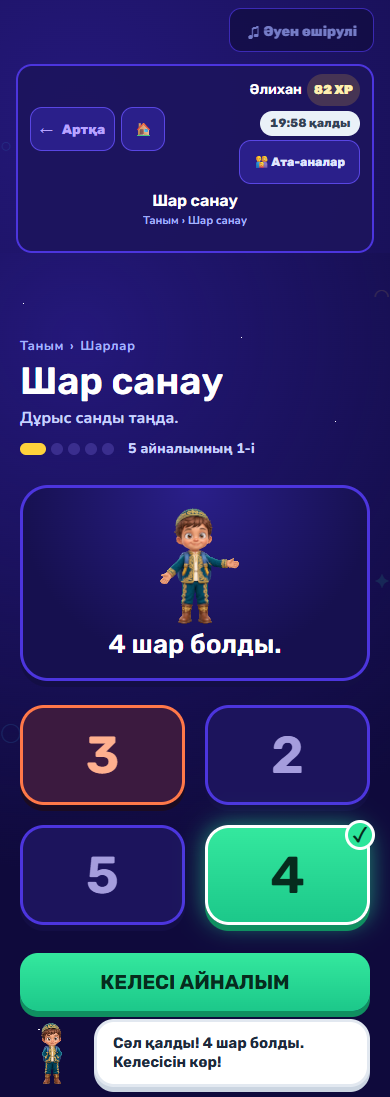 ♫ Әуен өшірулі
Әлихан 82 XP
← Артқа
19:58 қалды
Ата-аналар
Шар санау
Таным › Шар санау
Таным › Шарлар
Шар санау
Дұрыс санды таңда.
5 айналымның 1-і
4 шар болды.
3
2
5
4 ✓
КЕЛЕСІ АЙНАЛЫМ
Сәл қалды! 4 шар болды.
Келесісін көр!